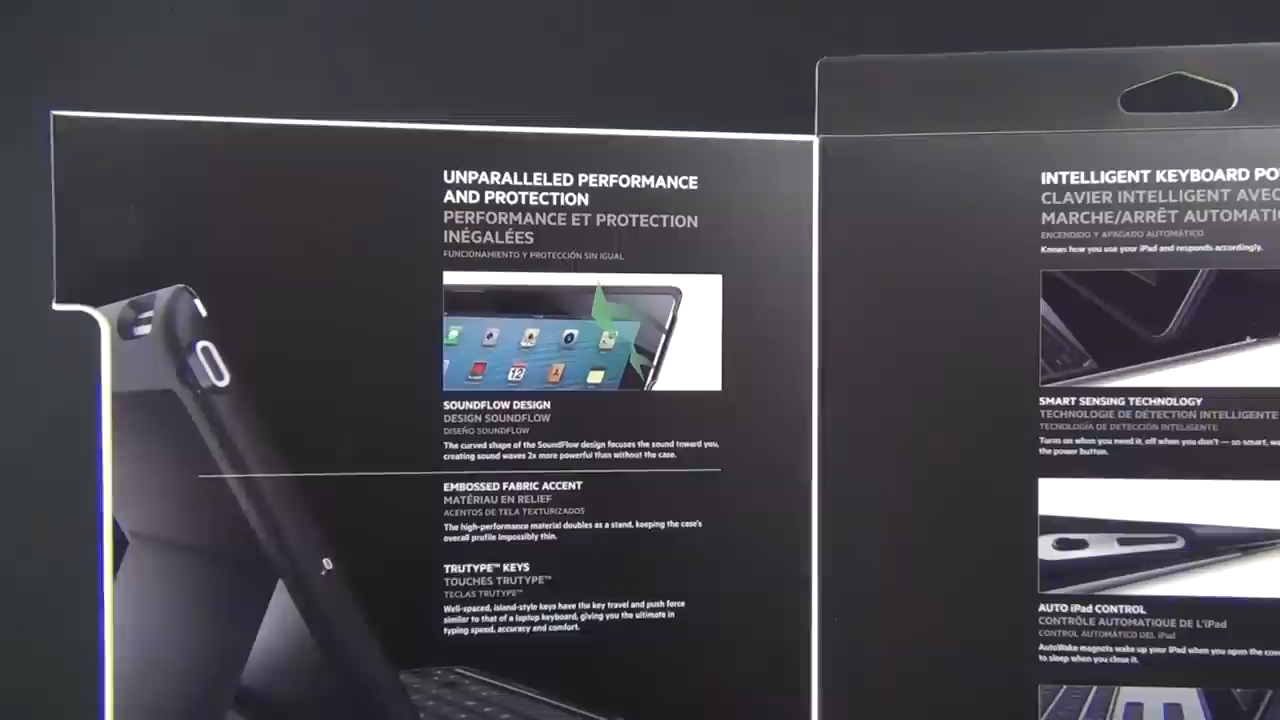 UNPARALLELED PERFORMANCE
AND PROTECTION
PERFORMANCE ET PROTECTION
INÉGALÉES
FUNCIONAMIENTO Y PROTECCIÓN SIN IGUAL
12
SOUNDFLOW DESIGN
DESIGN SOUNDFLOW
DISEÑO SOUNDFLOW
The curved shape of the SoundFlow design focuses the sound toward you,
creating sound waves 2x more powerful than without the case.
EMBOSSED FABRIC ACCENT
MATÉRIAU EN RELIEF
ACENTOS DE TELA TEXTURIZADOS
The high-performance material doubles as a stand, keeping the case's
overall profile impossibly thin.
TRUTYPE™ KEYS
TOUCHES TRUTYPE™
TECLAS TRUTYPE™
Well-spaced, island-style keys have the key travel and push force
similar to that of a laptop keyboard, giving you the ultimate in
typing speed, accuracy and comfort.
INTELLIGENT KEYBOARD PO
CLAVIER INTELLIGENT AVEC
MARCHE/ARRÊT AUTOMATI
ENCENDIDO Y APAGADO AUTOMÁTICO
Knows how you use your iPad and responds accordingly.
SMART SENSING TECHNOLOGY
TECHNOLOGIE DE DÉTECTION INTELLIGENTE
TECNOLOGÍA DE DETECCIÓN INTELIGENTE
Turns on when you need it, off when you don't — so smart, we
the power button.
AUTO iPad CONTROL
CONTRÔLE AUTOMATIQUE DE L'iPad
CONTROL AUTOMÁTICO DEL iPad
AutoWake magnets wake up your iPad when you open the cove
to sleep when you close it.